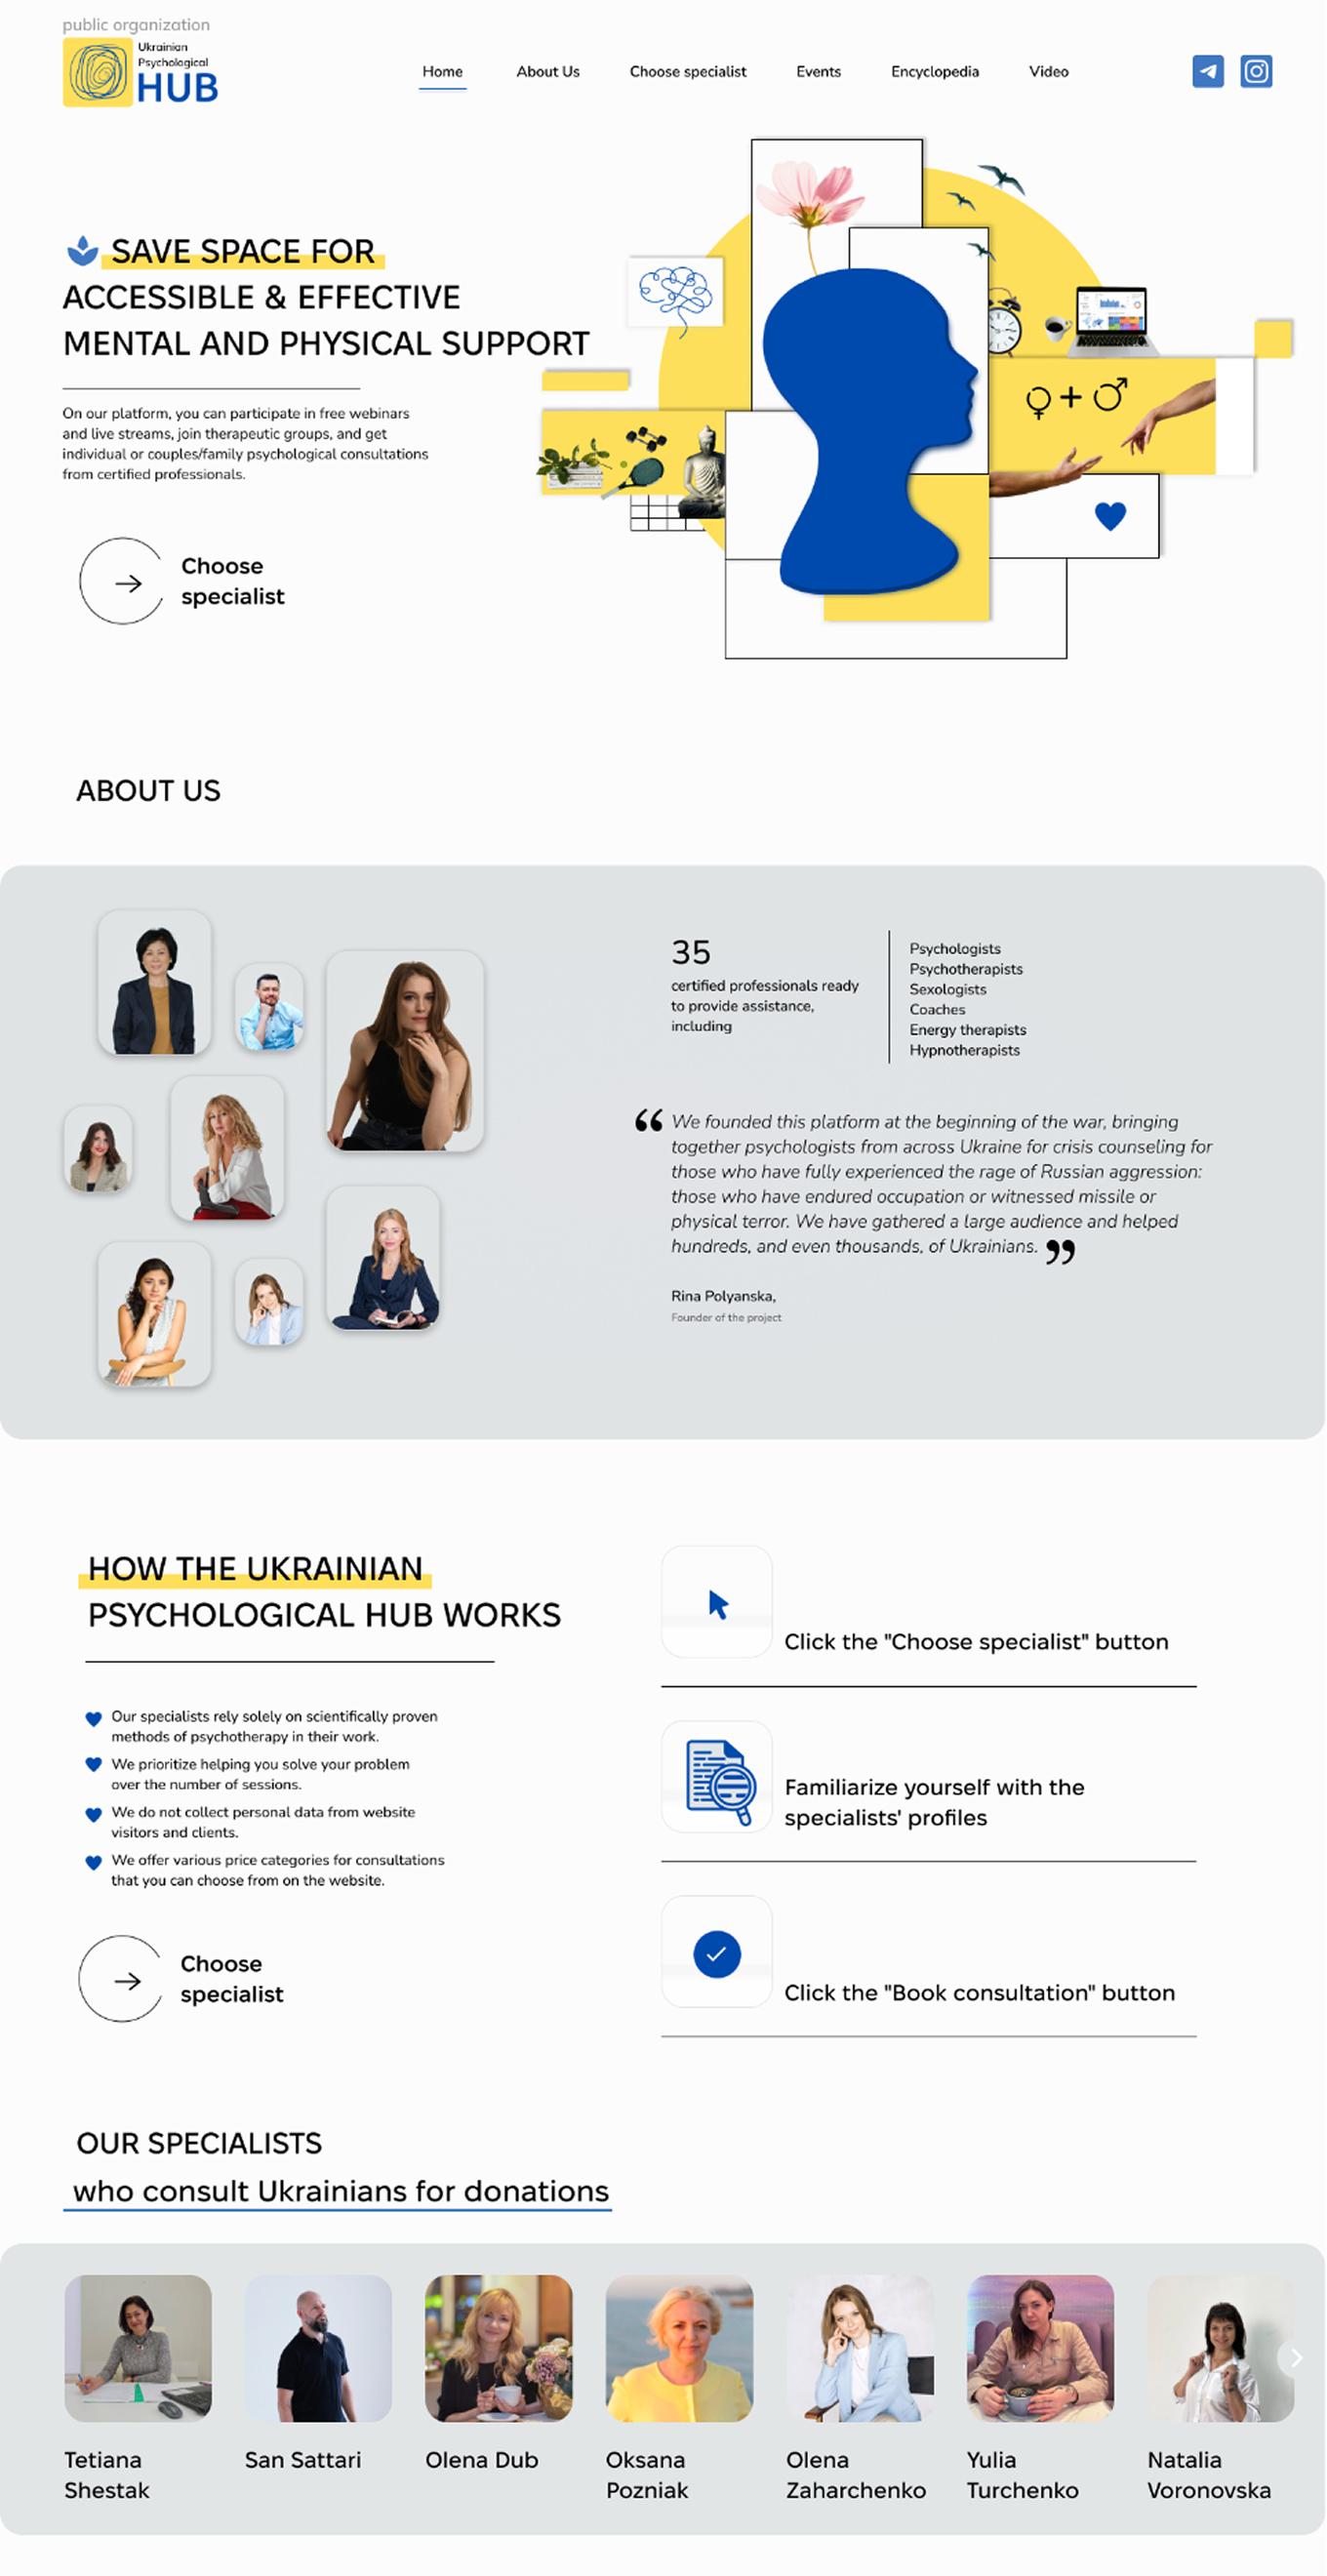 public organization
Ukrainian
Psychological
HUB
Home
About Us
Choose specialist
Events
Encyclopedia
Video
SAVE SPACE FOR
ACCESSIBLE & EFFECTIVE
MENTAL AND PHYSICAL SUPPORT
On our platform, you can participate in free webinars
and live streams, join therapeutic groups, and get
individual or couples/family psychological consultations
from certified professionals.
Choose
specialist
ABOUT US
35
certified professionals ready
to provide assistance,
including
Psychologists
Psychotherapists
Sexologists
Coaches
Energy therapists
Hypnotherapists
“ We founded this platform at the beginning of the war, bringing
together psychologists from across Ukraine for crisis counseling for
those who have fully experienced the rage of Russian aggression:
those who have endured occupation or witnessed missile or
physical terror. We have gathered a large audience and helped
hundreds, and even thousands, of Ukrainians. ”
Rina Polyanska,
Founder of the project
HOW THE UKRAINIAN
PSYCHOLOGICAL HUB WORKS
Our specialists rely solely on scientifically proven
methods of psychotherapy in their work.
We prioritize helping you solve your problem
over the number of sessions.
We do not collect personal data from website
visitors and clients.
We offer various price categories for consultations
that you can choose from on the website.
Choose
specialist
Click the "Choose specialist" button
Familiarize yourself with the
specialists' profiles
Click the "Book consultation" button
OUR SPECIALISTS
who consult Ukrainians for donations
Tetiana
Shestak
San Sattari
Olena Dub
Oksana
Pozniak
Olena
Zaharchenko
Yulia
Turchenko
Natalia
Voronovska